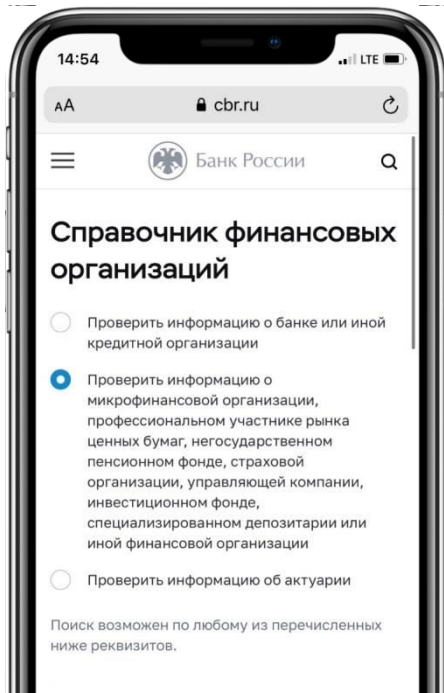 14:54
LTE
AA
cbr.ru
Банк России
Справочник финансовых
организаций
Проверить информацию о банке или иной
кредитной организации
Проверить информацию о
микрофинансовой организации,
профессиональном участнике рынка
ценных бумаг, негосударственном
пенсионном фонде, страховой
организации, управляющей компании,
инвестиционном фонде,
специализированном депозитарии или
иной финансовой организации
Проверить информацию об актуарии
Поиск возможен по любому из перечисленных
ниже реквизитов.